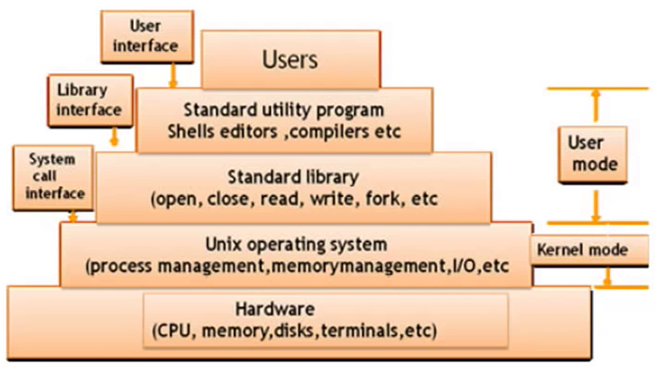 User
interface
Users
Library
interface
Standard utility program
Shells editors ,compilers etc
User
mode
System
call
interface
Standard library
(open, close, read, write, fork, etc
Unix operating system
(process management,memorymanagement,I/O,etc
Kernel mode
Hardware
(CPU, memory,disks,terminals,etc)